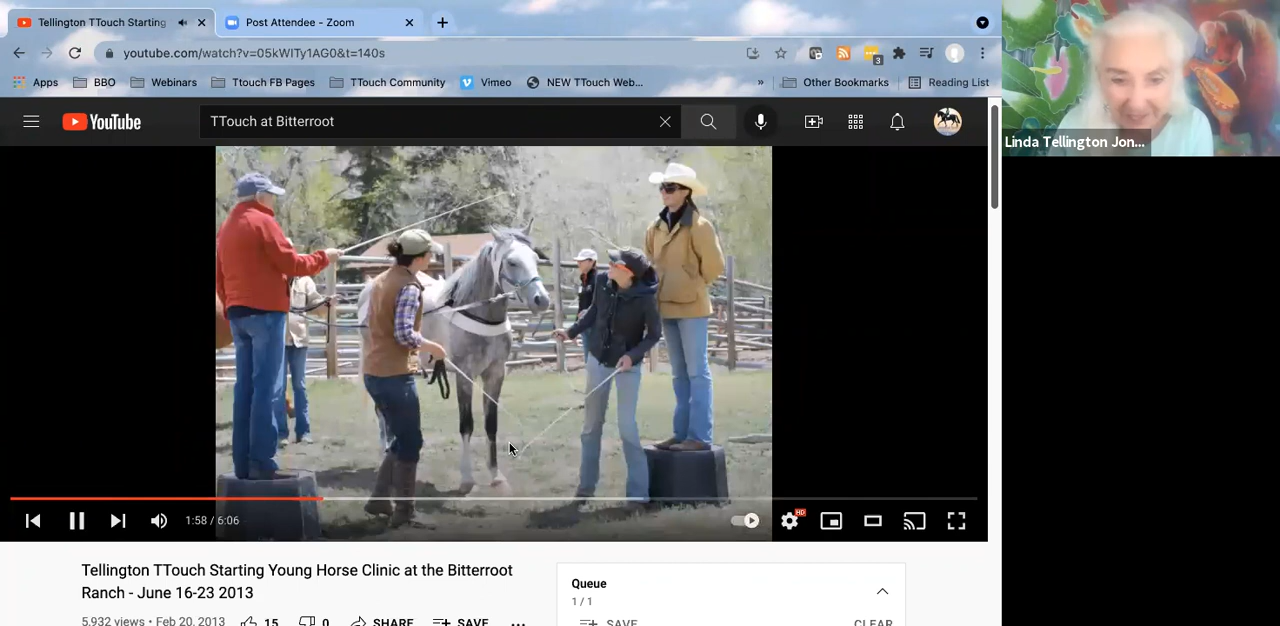 Tellington TTouch Starting
Post Attendee - Zoom
youtube.com/watch?v=05kWITy1AG0&t=140s
3
Apps
BBO
Webinars
Ttouch FB Pages
TTouch Community
Vimeo
NEW TTouch Web...
»
Other Bookmarks
Reading List
YouTube
TTouch at Bitterroot
Linda Tellington Jon...
1:58 / 6:06
HD
Tellington TTouch Starting Young Horse Clinic at the Bitterroot
Ranch - June 16-23 2013
5,932 views • Feb 20, 2013
15
0
SHARE
SAVE
...
Queue
1 / 1
SAVE
CLEAR